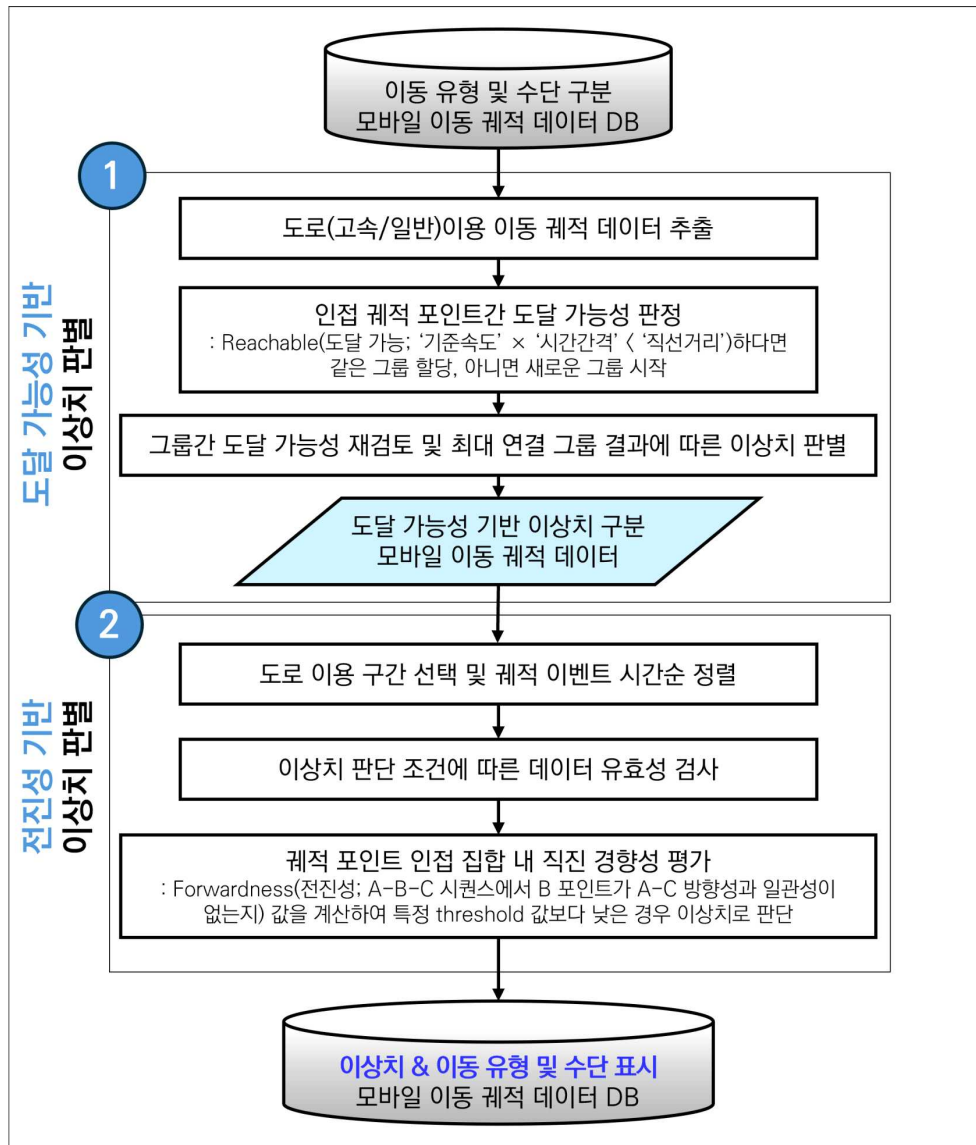 이동 유형 및 수단 구분
모바일 이동 궤적 데이터 DB
1
도달 가능성 기반
이상치 판별
도로(고속/일반)이용 이동 궤적 데이터 추출
인접 궤적 포인트간 도달 가능성 판정
: Reachable(도달 가능; ‘기준속도’ × ‘시간간격’ < ‘직선거리’)하다면
같은 그룹 할당, 아니면 새로운 그룹 시작
그룹간 도달 가능성 재검토 및 최대 연결 그룹 결과에 따른 이상치 판별
도달 가능성 기반 이상치 구분
모바일 이동 궤적 데이터
2
전진성 기반
이상치 판별
도로 이용 구간 선택 및 궤적 이벤트 시간순 정렬
이상치 판단 조건에 따른 데이터 유효성 검사
궤적 포인트 인접 집합 내 직진 경향성 평가
: Forwardness(전진성; A-B-C 시퀀스에서 B 포인트가 A-C 방향성과 일관성이
없는지) 값을 계산하여 특정 threshold 값보다 낮은 경우 이상치로 판단
이상치 & 이동 유형 및 수단 표시
모바일 이동 궤적 데이터 DB